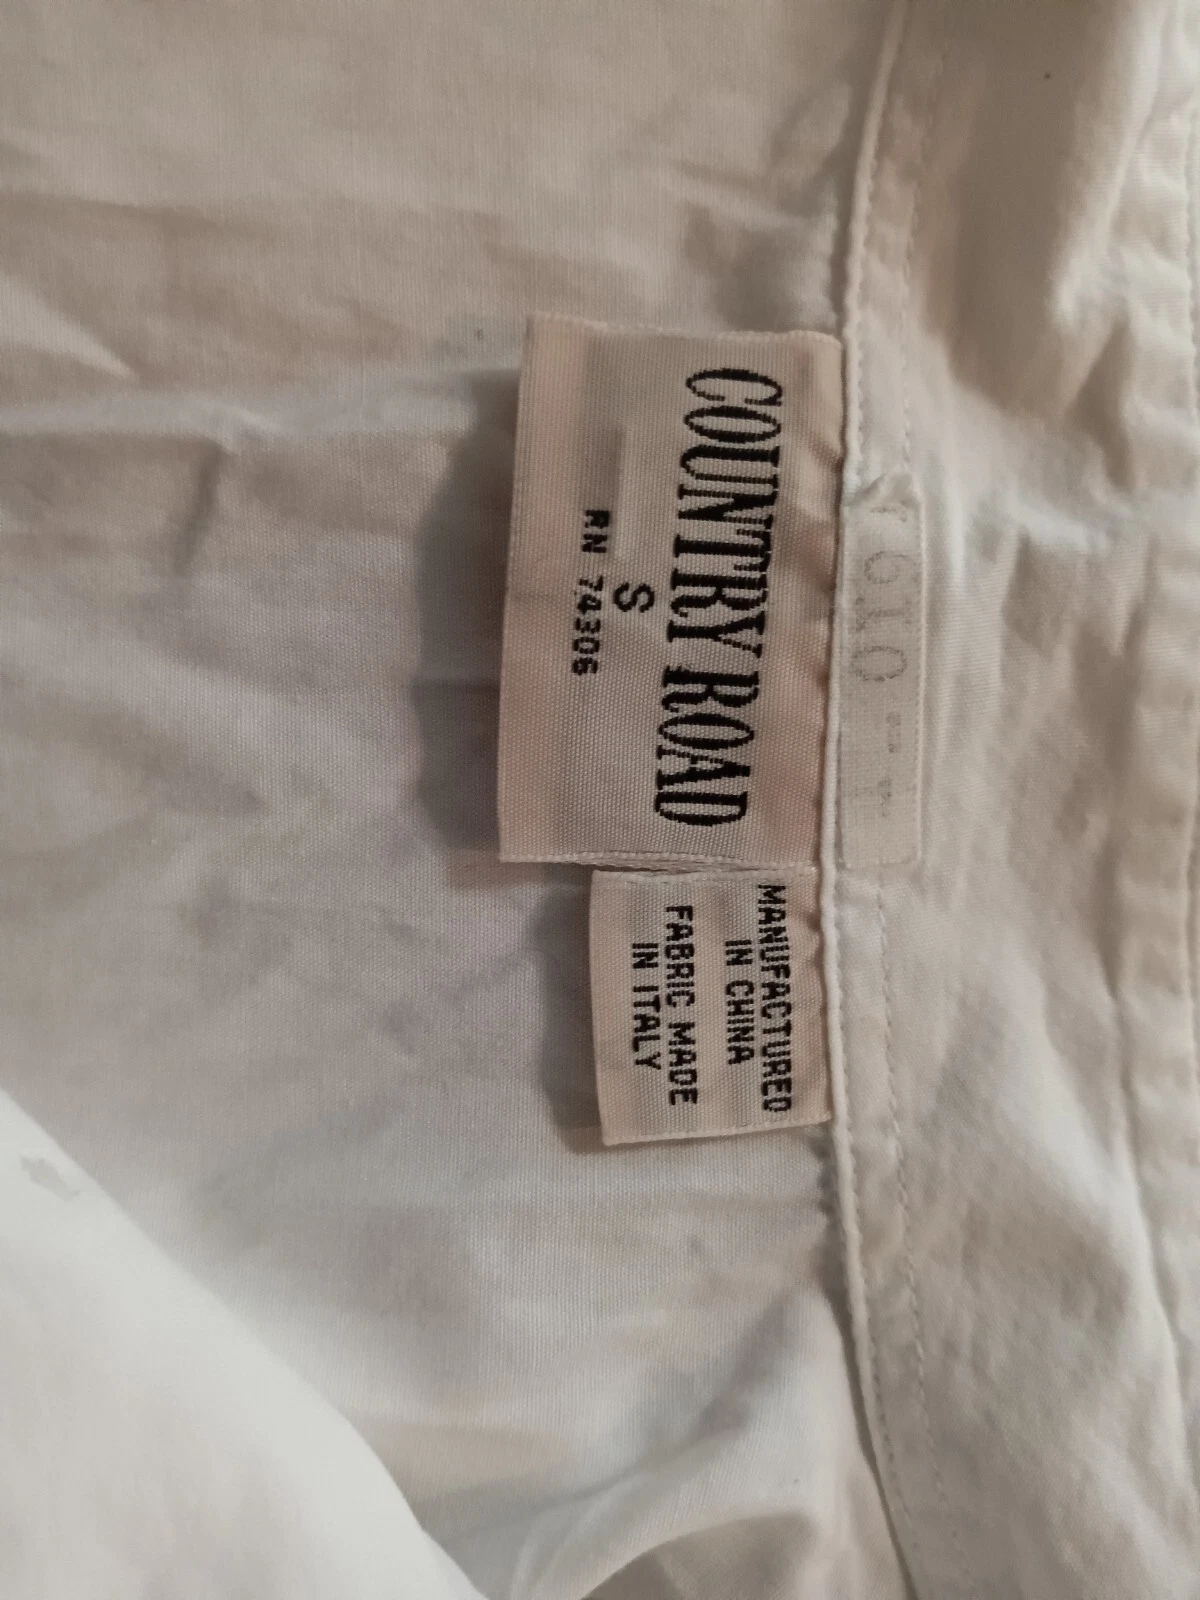 COUNTRY ROAD
S
RN 74306
MANUFACTURED
IN CHINA
FABRIC MADE
IN ITALY